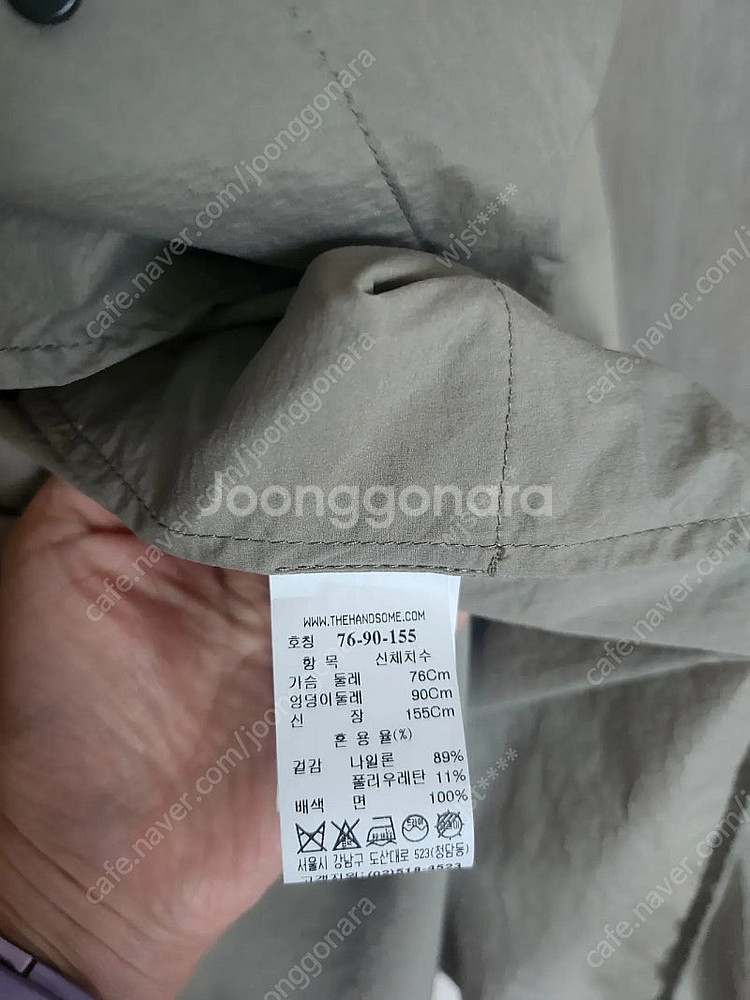 Joonggonara
cafe.naver.com/joonggonara
wjst****
WWW.THEHANDSOME.COM
호칭 76-90-155
항 목 신체치수
가슴 둘레 76Cm
엉덩이둘레 90Cm
신 장 155Cm
혼 용 율(%)
겉감 나일론 89%
폴리우레탄 11%
배색 면 100%
서울시 강남구 도산대로 523(청담동)